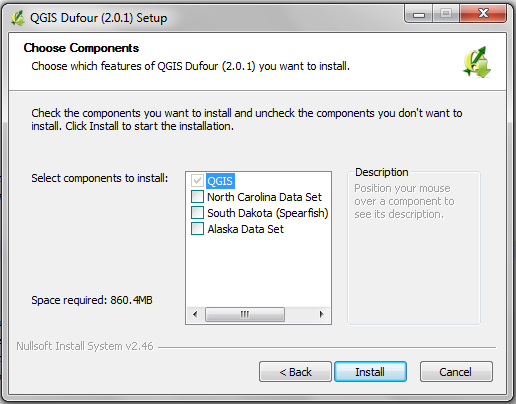 QGIS Dufour (2.0.1) Setup
Choose Components
Choose which features of QGIS Dufour (2.0.1) you want to install.
Check the components you want to install and uncheck the components you don't want to
install. Click Install to start the installation.
Select components to install:
QGIS
North Carolina Data Set
South Dakota (Spearfish)
Alaska Data Set
Description
Position your mouse
over a component to
see its description.
Space required: 860.4MB
Nullsoft Install System v2.46
< Back
Install
Cancel